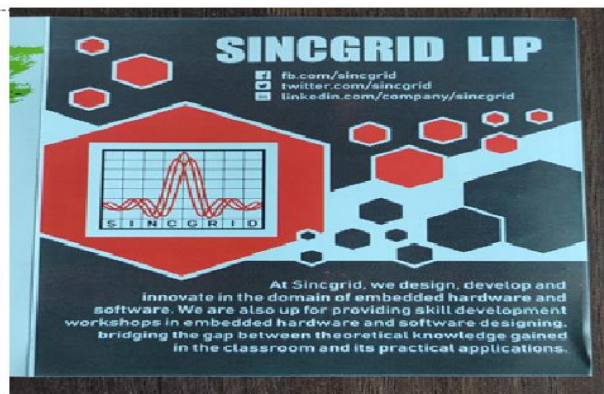 SINCGRID LLP
fb.com/sincgrid
twitter.com/sincgrid
linkedin.com/company/sincgrid
SINCGRID
At Sincgrid, we design, develop and
innovate in the domain of embedded hardware and
software. We are also up for providing skill development
workshops in embedded hardware and software designing,
bridging the gap between theoretical knowledge gained
in the classroom and its practical applications.